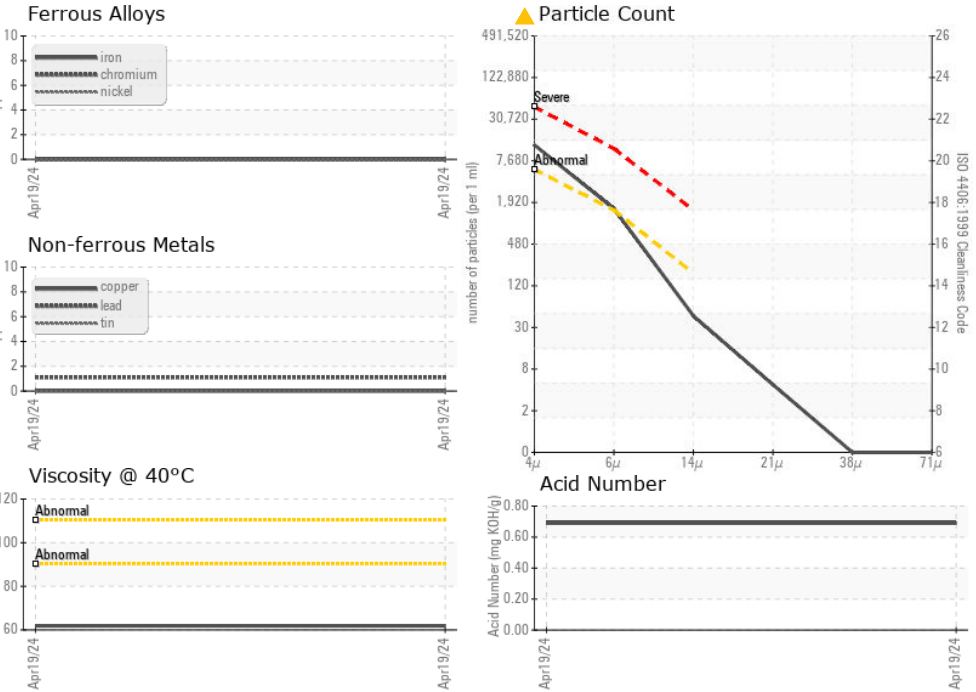 Ferrous Alloys
10
8
6
4
2
0
iron
chromium
nickel
Apr19/24
Apr19/24
Non-ferrous Metals
10
8
6
4
2
0
copper
lead
tin
Apr19/24
Apr19/24
Viscosity @ 40°C
120
100
80
60
Abnormal
Abnormal
Apr19/24
Apr19/24
Particle Count
491,520
122,880
30,720
7,680
1,920
480
120
30
8
2
0
number of particles (per 1 ml)
Severe
Abnormal
4µ
6µ
14µ
21µ
38µ
71µ
26
24
22
20
18
16
14
12
10
8
6
ISO 4406:1999 Cleanliness Code
Acid Number
Acid Number (mg KOH/g)
0.80
0.60
0.40
0.20
0.00
Apr19/24
Apr19/24